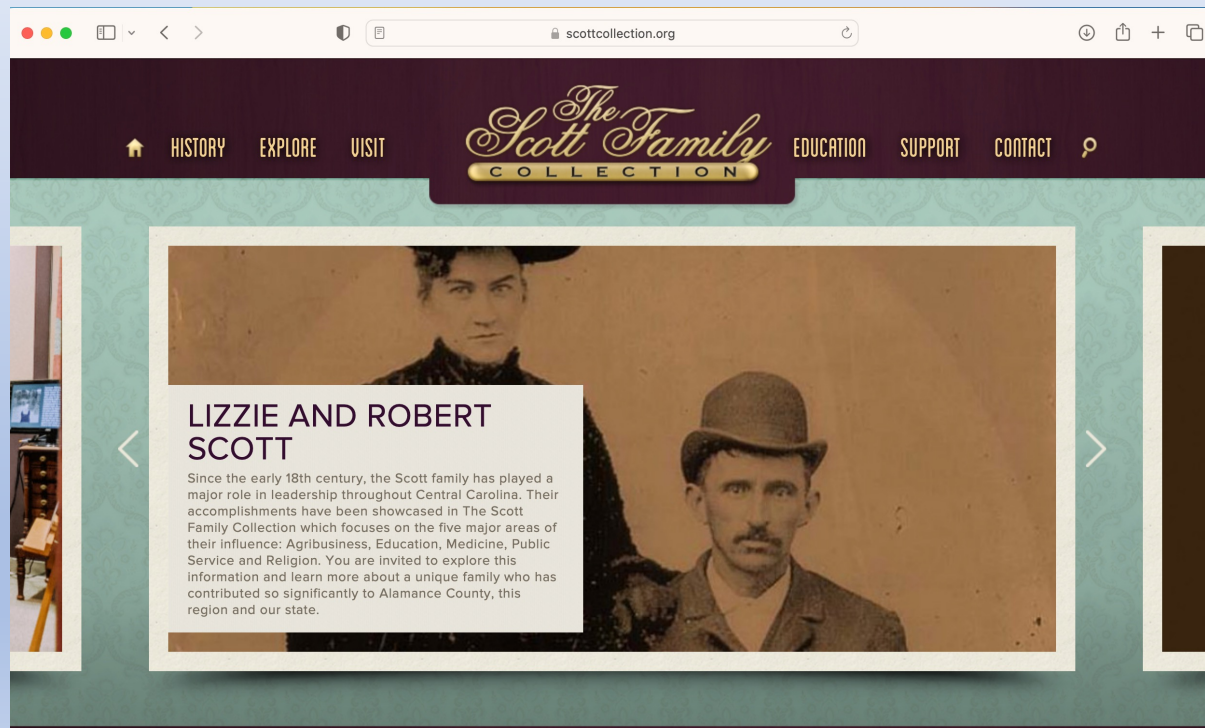 scottcollection.org
HISTORY EXPLORE VISIT
The
Scott Family
COLLECTION
EDUCATION SUPPORT CONTACT
LIZZIE AND ROBERT
SCOTT
Since the early 18th century, the Scott family has played a
major role in leadership throughout Central Carolina. Their
accomplishments have been showcased in The Scott
Family Collection which focuses on the five major areas of
their influence: Agribusiness, Education, Medicine, Public
Service and Religion. You are invited to explore this
information and learn more about a unique family who has
contributed so significantly to Alamance County, this
region and our state.